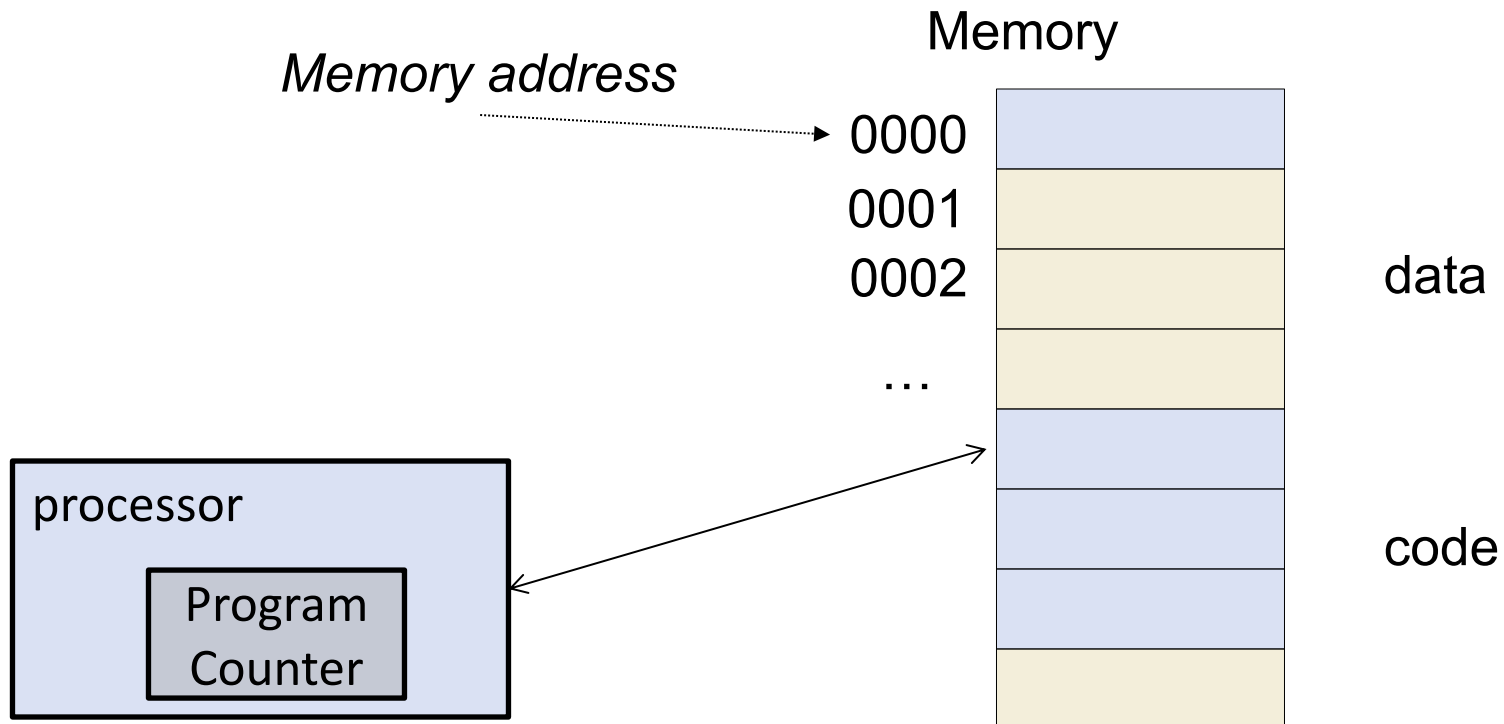 Memory
Memory address
0000
0001
0002
data
…
processor
code
Program
Counter